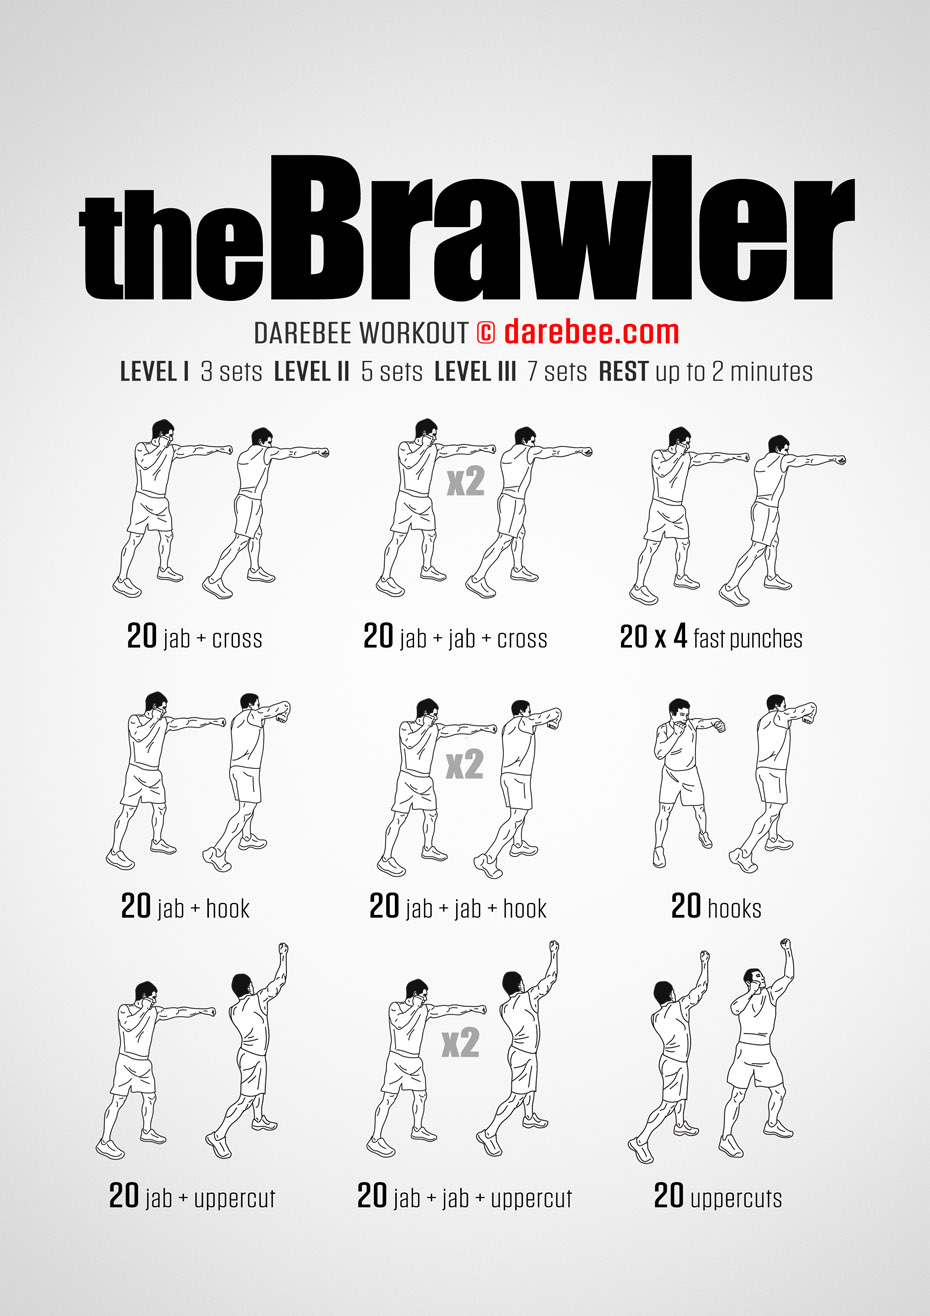 the Brawler
DAREBEE WORKOUT © darebee.com
LEVEL I 3 sets LEVEL II 5 sets LEVEL III 7 sets REST up to 2 minutes
x2
20 jab + cross
20 jab + jab + cross
20 x 4 fast punches
x2
20 jab + hook
20 jab + jab + hook
20 hooks
x2
20 jab + uppercut
20 jab + jab + uppercut
20 uppercuts